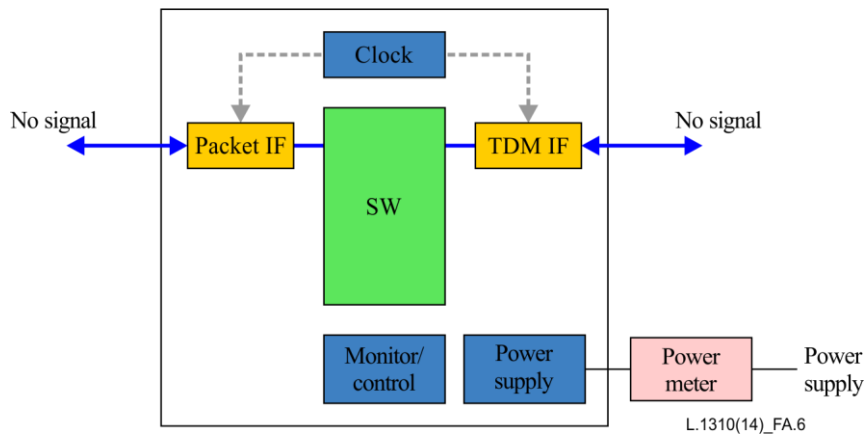 Clock
No signal
Packet IF
TDM IF
No signal
SW
Monitor/
control
Power
supply
Power
meter
Power
supply
L.1310(14)_FA.6